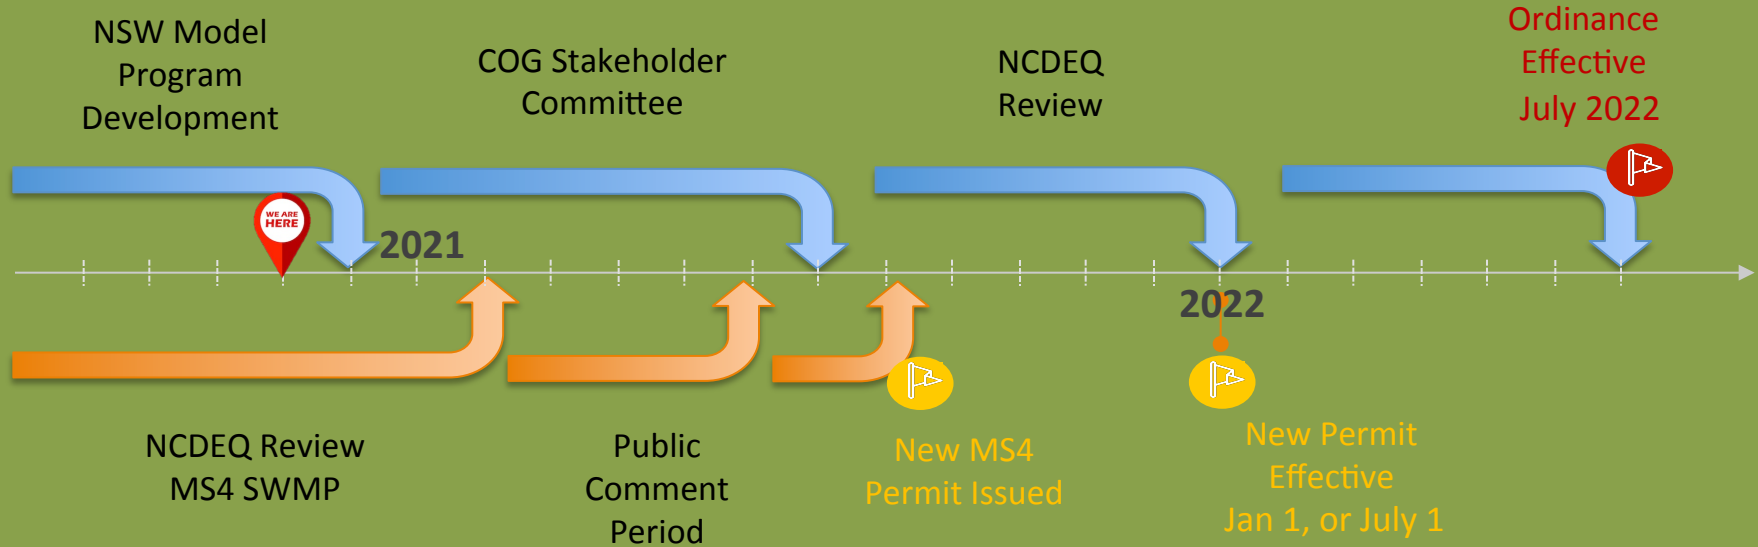 NSW Model
Program
Development
COG Stakeholder
Committee
NCDEQ
Review
Ordinance
Effective
July 2022
WE ARE
HERE
2021
2022
NCDEQ Review
MS4 SWMP
Public
Comment
Period
New MS4
Permit Issued
New Permit
Effective
Jan 1, or July 1